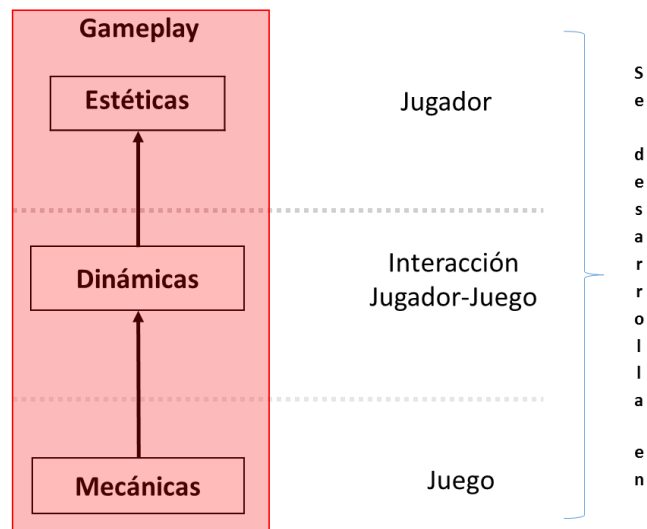 Gameplay
Estéticas
Jugador
Dinámicas
Interacción
Jugador-Juego
Mecánicas
Juego
Se desarrolla en